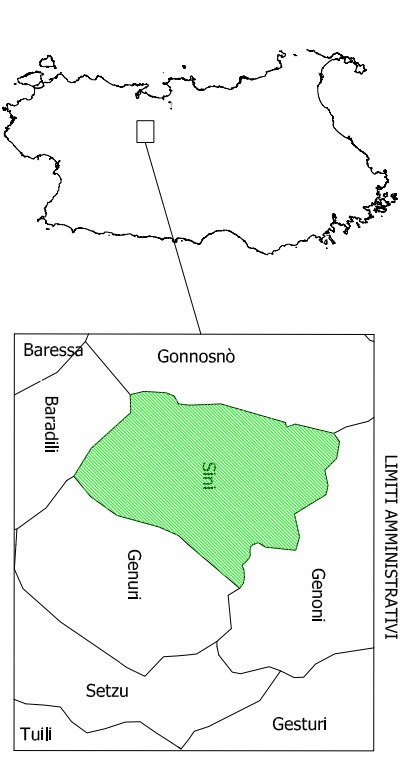 Baressa
Gonnosnò
Baradili
Sini
LIMITI AMMINISTRATIVI
Genuri
Genoni
Setzu
Gesturi
Tuili